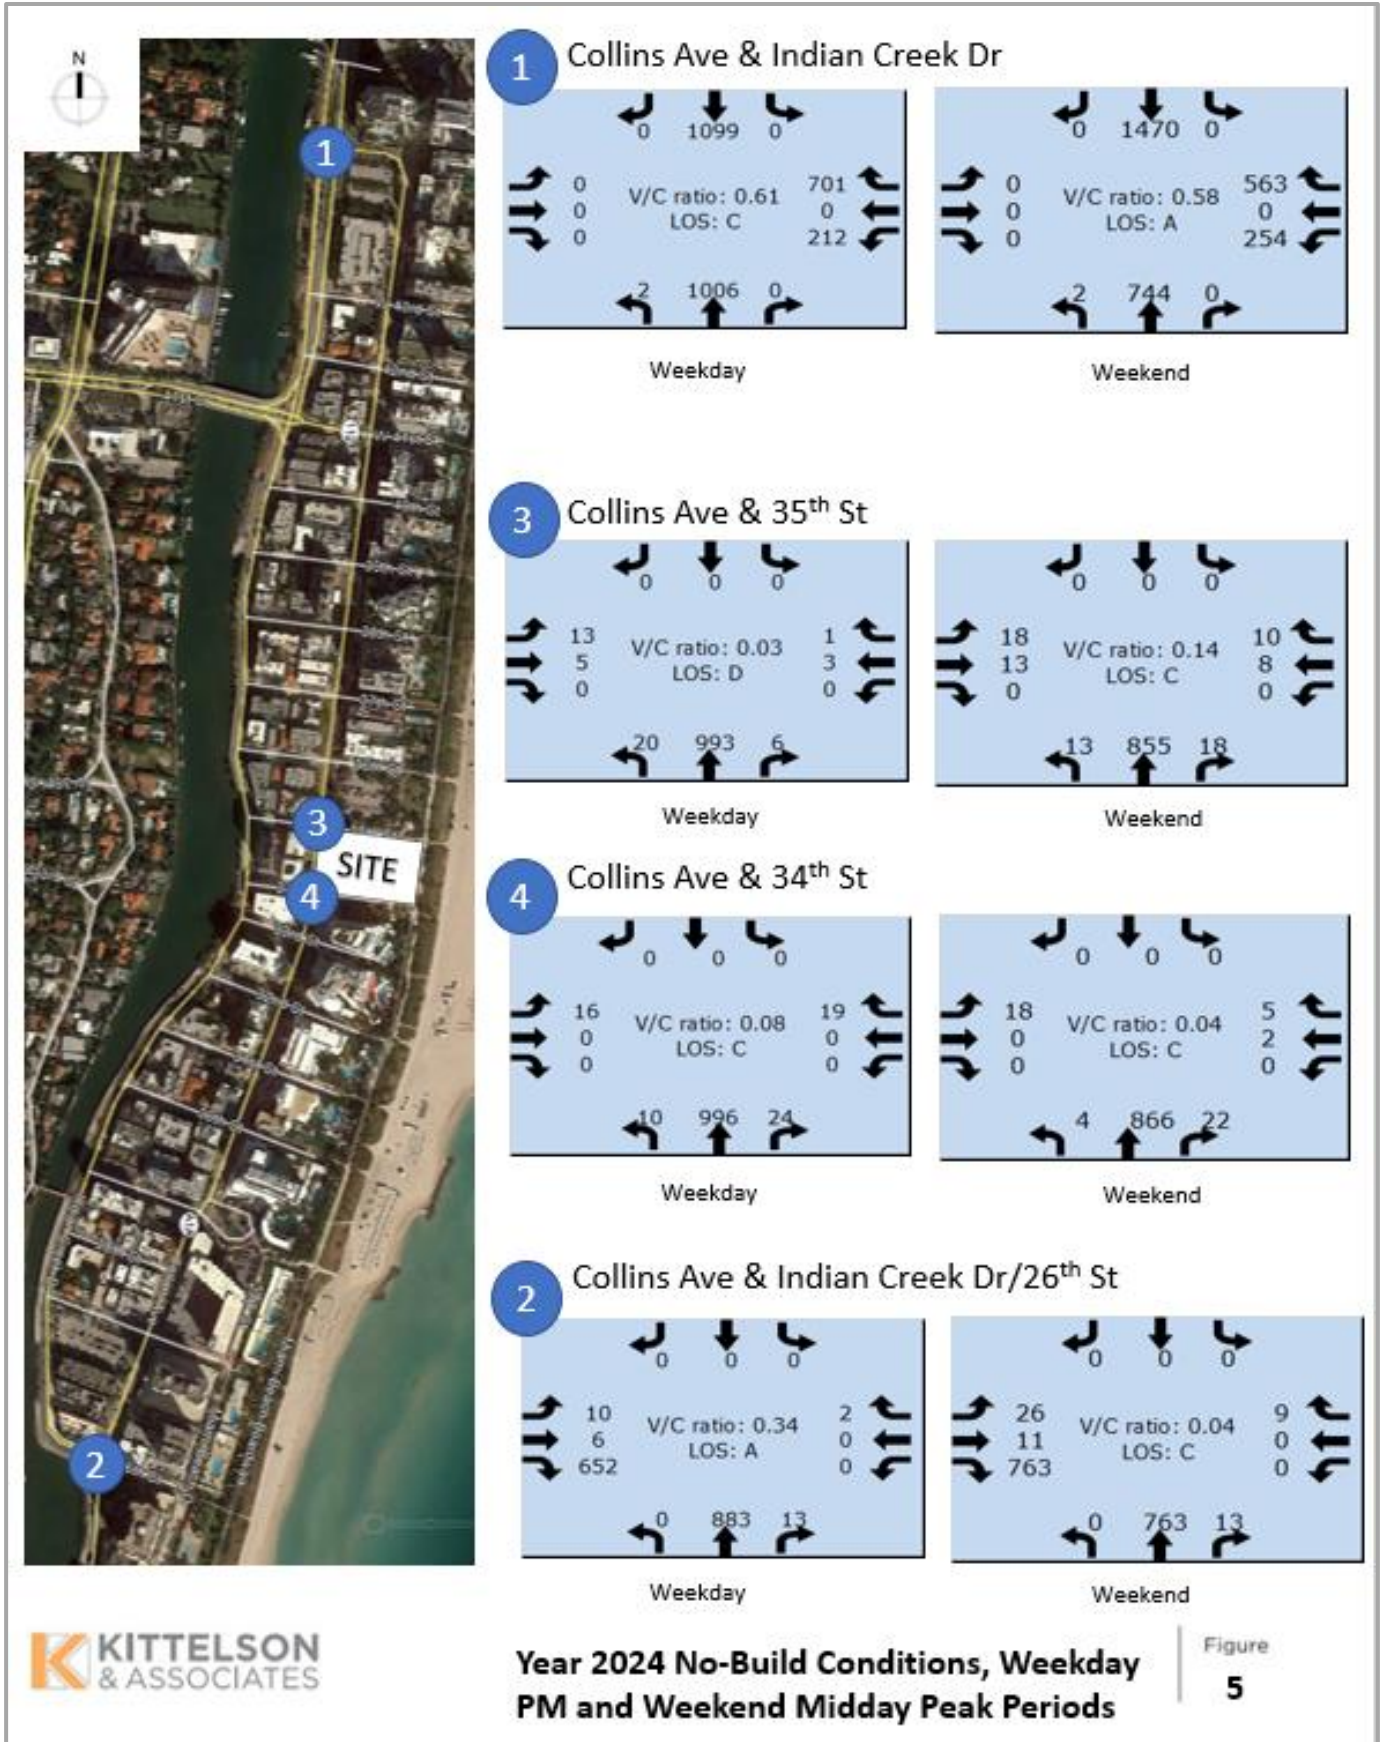 N
1
Collins Ave & Indian Creek Dr
0 1099 0
0 V/C ratio: 0.61 701
0 LOS: C 0
0 212
2 1006 0
Weekday
0 1470 0
0 V/C ratio: 0.58 563
0 LOS: A 0
0 254
2 744 0
Weekend
3
Collins Ave & 35th St
0 0 0
13 V/C ratio: 0.03 1
5 LOS: D 3
0 0
20 993 6
Weekday
0 0 0
18 V/C ratio: 0.14 10
13 LOS: C 8
0 0
13 855 18
Weekend
4
Collins Ave & 34th St
0 0 0
16 V/C ratio: 0.08 19
0 LOS: C 0
0 0
10 996 24
Weekday
0 0 0
18 V/C ratio: 0.04 5
0 LOS: C 2
0 0
4 866 22
Weekend
2
Collins Ave & Indian Creek Dr/26th St
0 0 0
10 V/C ratio: 0.34 2
6 LOS: A 0
652 0
0 883 13
Weekday
0 0 0
26 V/C ratio: 0.04 9
11 LOS: C 0
763 0
0 763 13
Weekend
1
3
SITE
4
2
KITTELSON
& ASSOCIATES
Year 2024 No-Build Conditions, Weekday
PM and Weekend Midday Peak Periods
Figure
5